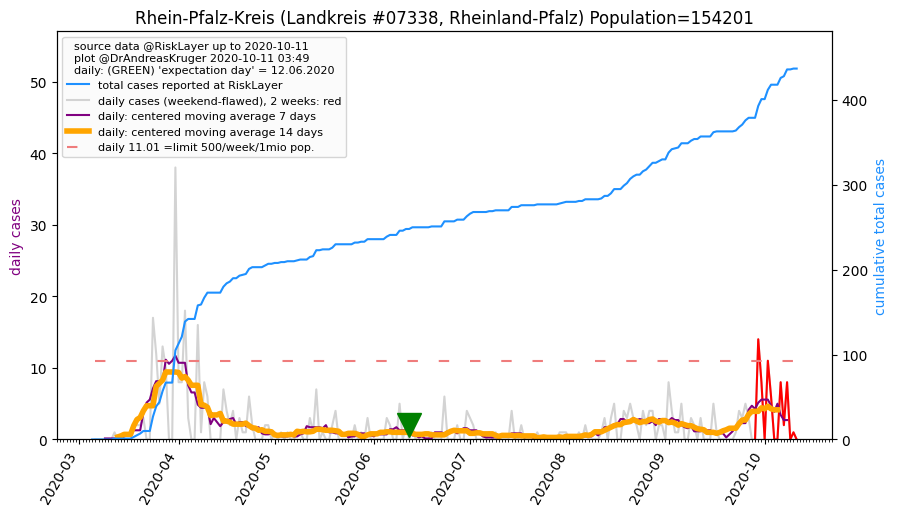 Rhein-Pfalz-Kreis (Landkreis #07338, Rheinland-Pfalz) Population=154201
source data @RiskLayer up to 2020-10-11
plot @DrAndreasKruger 2020-10-11 03:49
daily: (GREEN) 'expectation day' = 12.06.2020
total cases reported at RiskLayer
daily cases (weekend-flawed), 2 weeks: red
daily: centered moving average 7 days
daily: centered moving average 14 days
daily 11.01 =limit 500/week/1mio pop.
daily cases
50
40
30
20
10
0
cumulative total cases
400
300
200
100
0
2020-03
2020-04
2020-05
2020-06
2020-07
2020-08
2020-09
2020-10